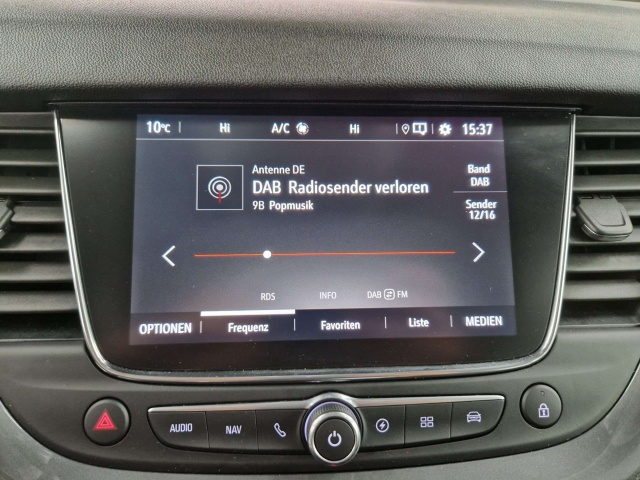 10°C Hi A/C Hi 15:37
Antenne DE
DAB Radiosender verloren
9B Popmusik
Band
DAB
Sender
12/16
RDS INFO DAB FM
OPTIONEN Frequenz Favoriten Liste MEDIEN
AUDIO NAV